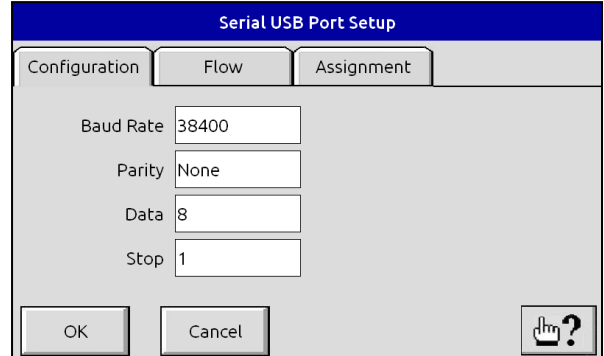 Serial USB Port Setup
Configuration Flow Assignment
Baud Rate 38400
Parity None
Data 8
Stop 1
OK Cancel ?